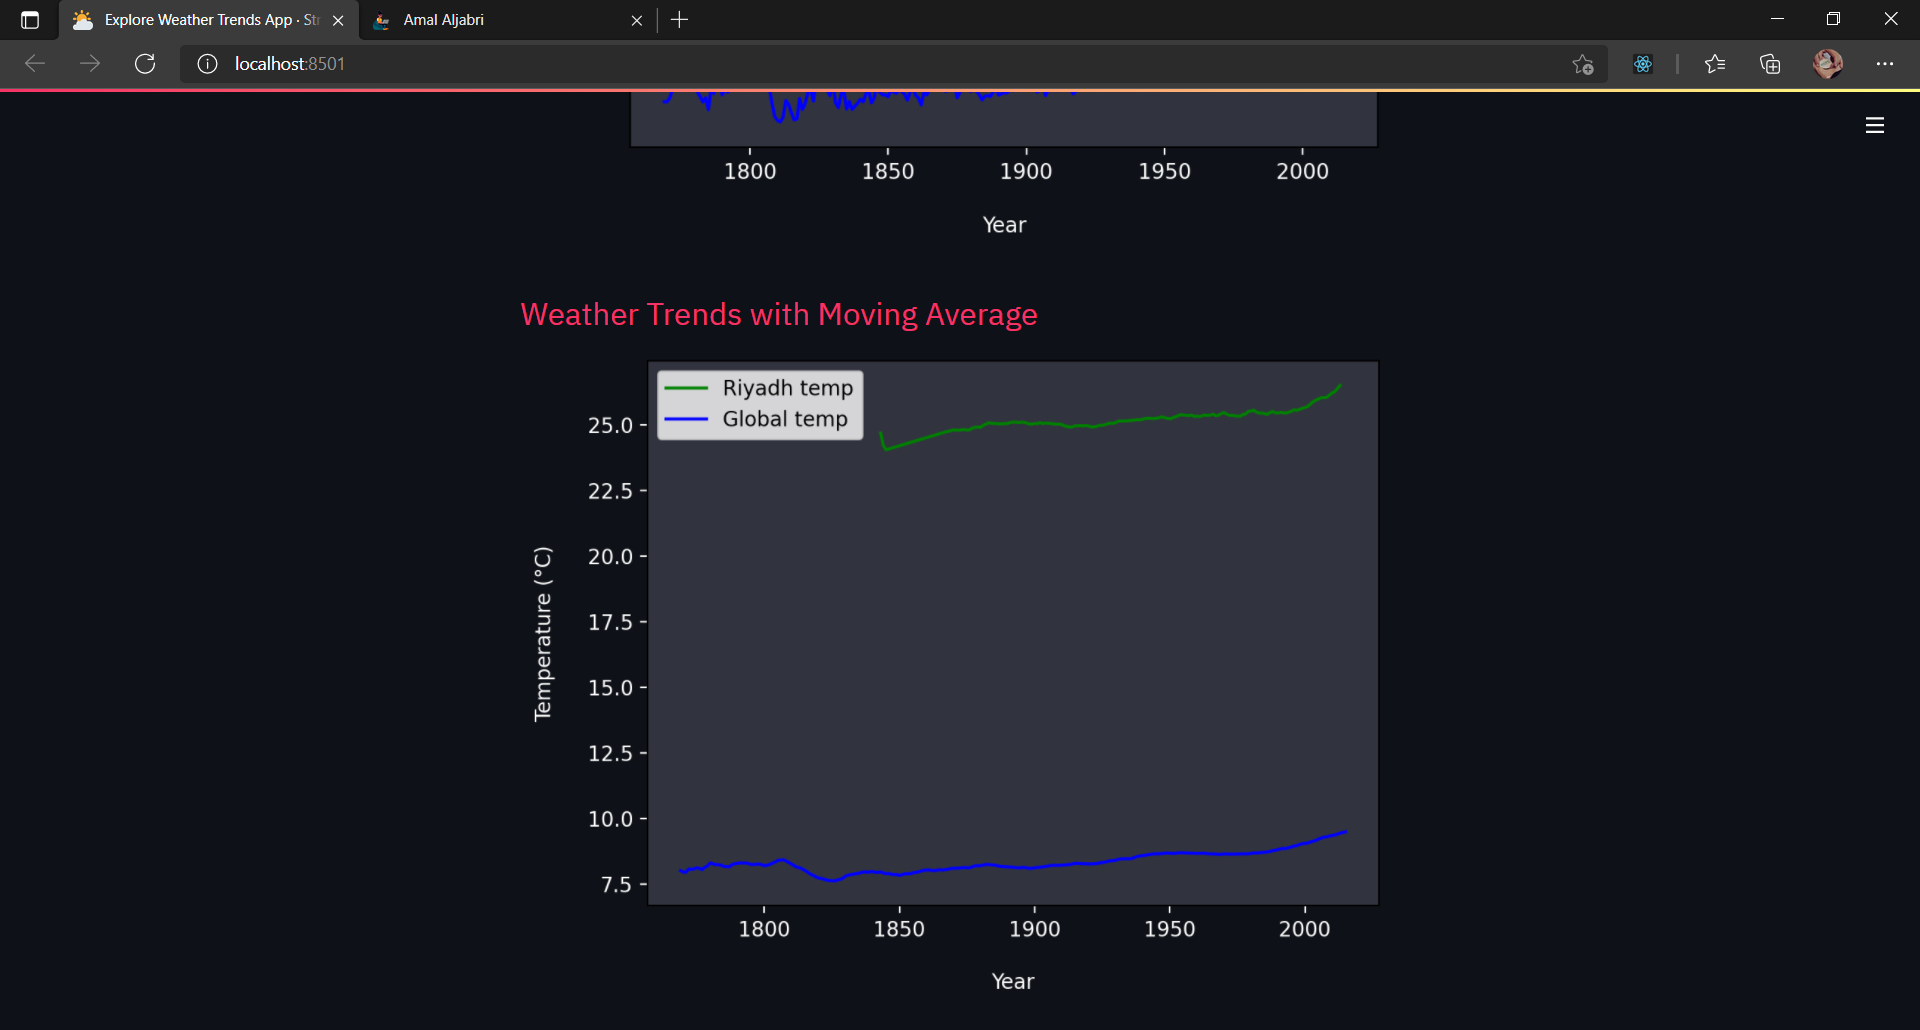 Explore Weather Trends App · St
Amal Aljabri
localhost:8501
1800 1850 1900 1950 2000
Year
Weather Trends with Moving Average
Riyadh temp
Global temp
25.0
22.5
20.0
17.5
15.0
12.5
10.0
7.5
Temperature (°C)
1800 1850 1900 1950 2000
Year